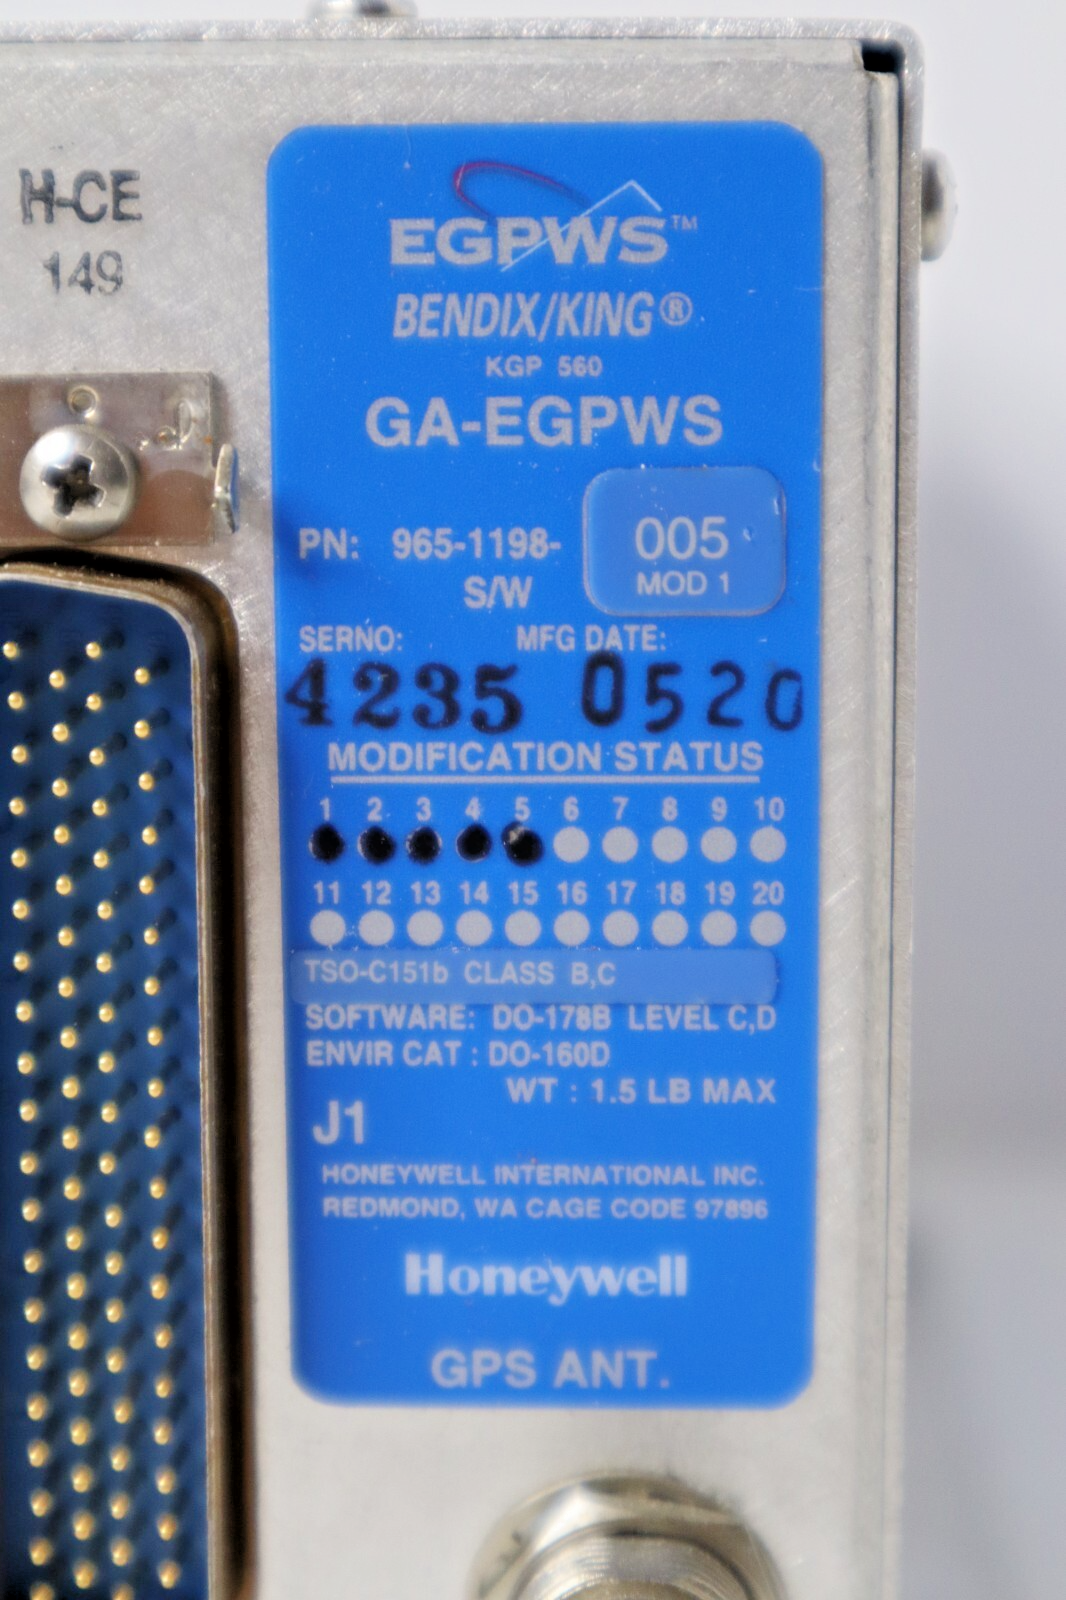 H-CE
149
EGPWS™
BENDIX/KING®
KGP 560
GA-EGPWS
PN: 965-1198- 005
S/W MOD 1
SERNO: MFG DATE:
4235 0520
MODIFICATION STATUS
1 2 3 4 5 6 7 8 9 10
11 12 13 14 15 16 17 18 19 20
TSO-C151b CLASS B,C
SOFTWARE: DO-178B LEVEL C,D
ENVIR CAT : DO-160D
WT : 1.5 LB MAX
J1
HONEYWELL INTERNATIONAL INC.
REDMOND, WA CAGE CODE 97896
Honeywell
GPS ANT.